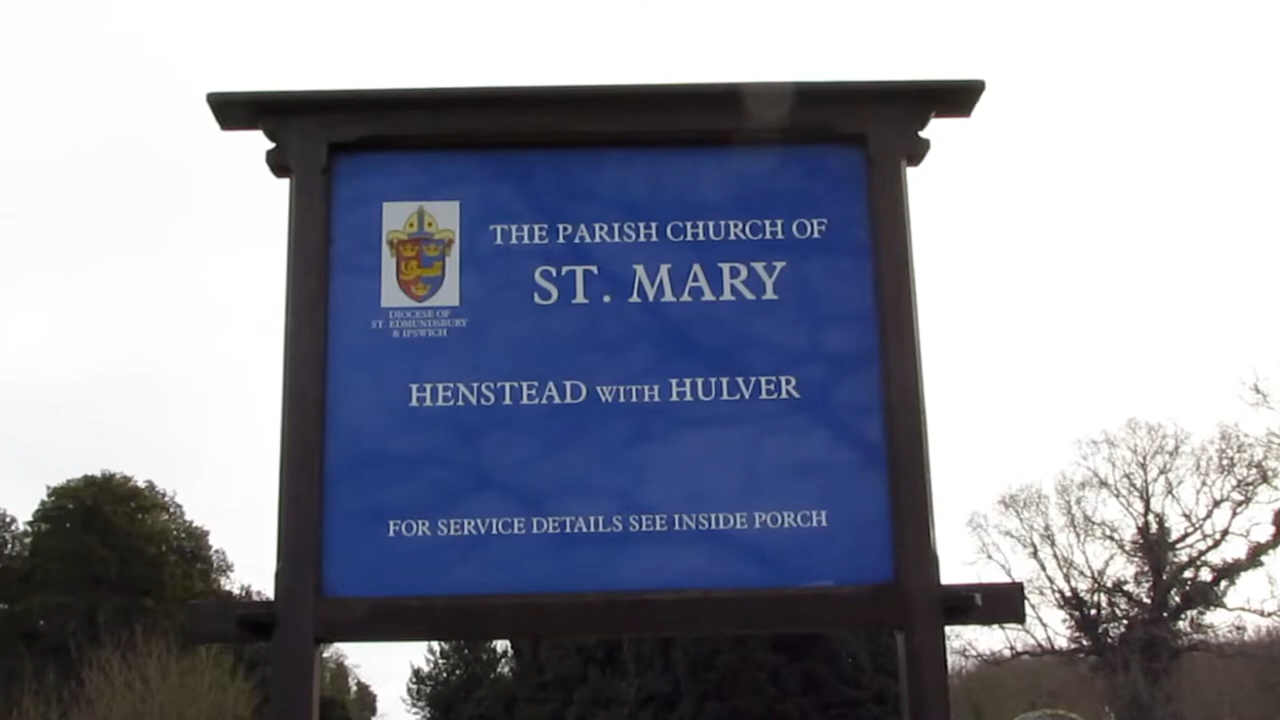 THE PARISH CHURCH OF
ST. MARY
DIOCESE OF
ST. EDMUNDSBURY
& IPSWICH
HENSTEAD WITH HULVER
FOR SERVICE DETAILS SEE INSIDE PORCH